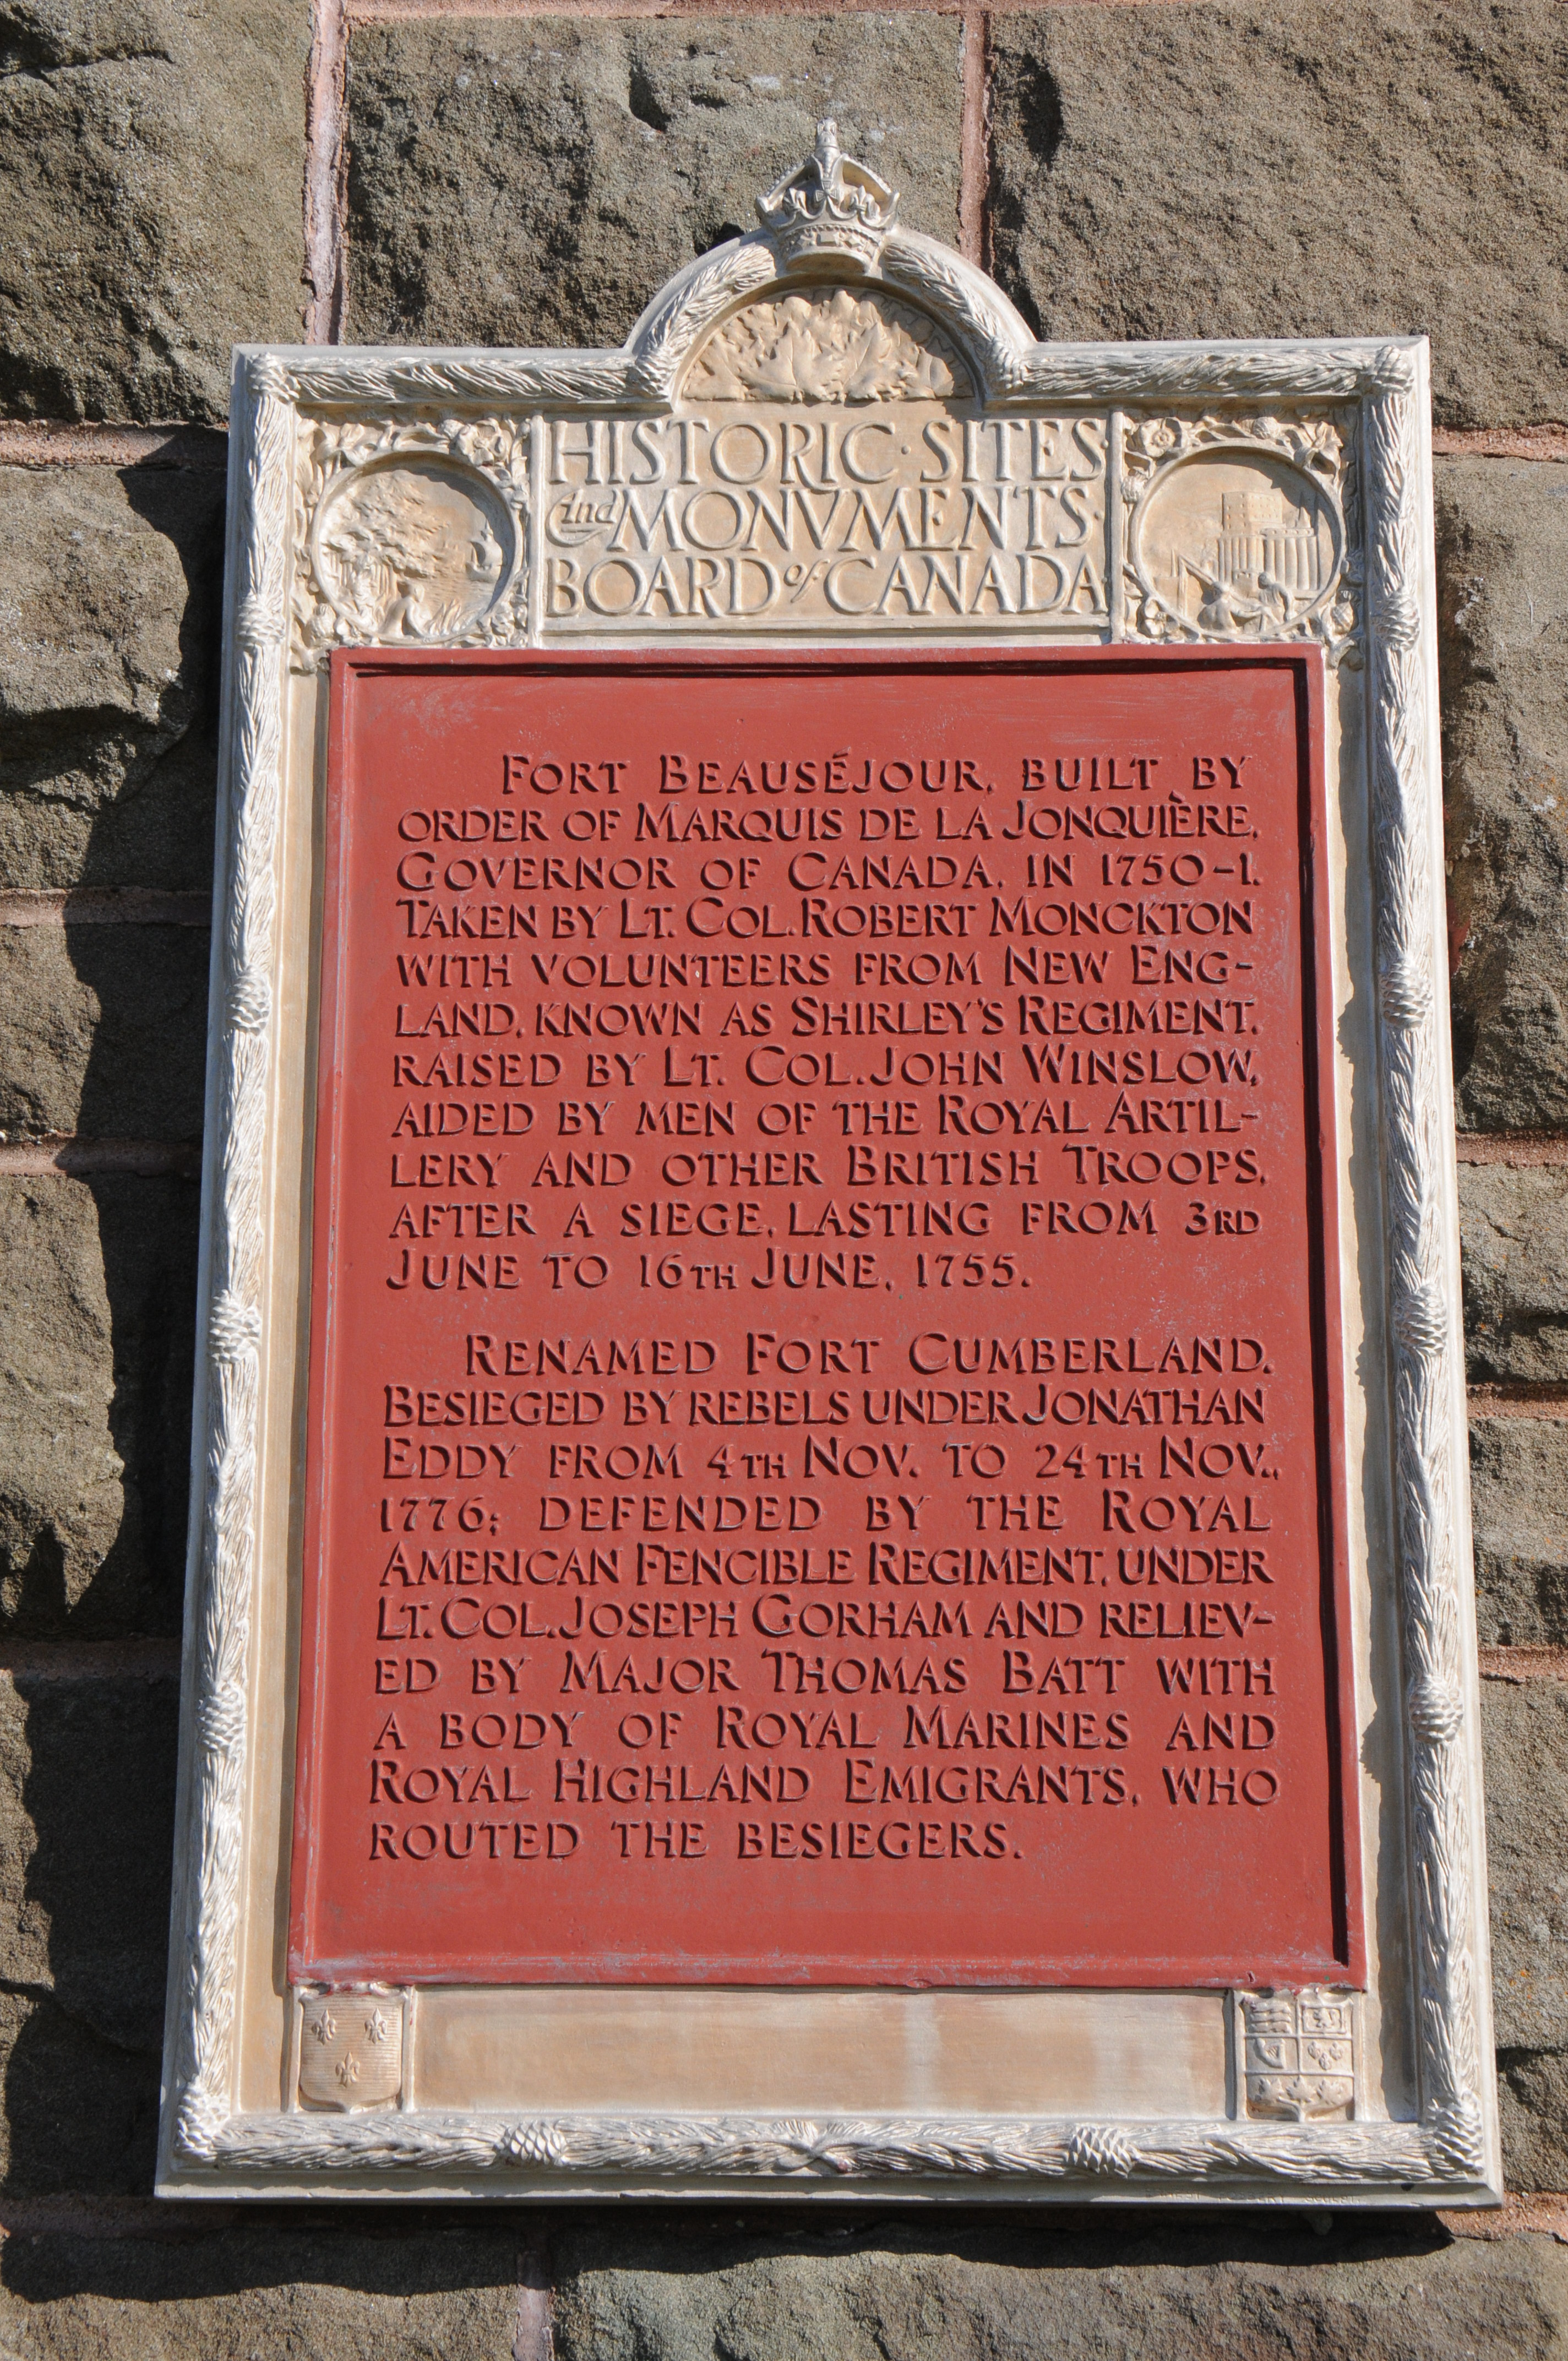 HISTORIC·SITES
and MONVMENTS·
BOARD of CANADA
FORT BEAUSÉJOUR, BUILT BY
ORDER OF MARQUIS DE LA JONQUIÈRE,
GOVERNOR OF CANADA, IN 1750-1.
TAKEN BY LT. COL. ROBERT MONCKTON
WITH VOLUNTEERS FROM NEW ENG-
LAND, KNOWN AS SHIRLEY'S REGIMENT,
RAISED BY LT. COL. JOHN WINSLOW,
AIDED BY MEN OF THE ROYAL ARTIL-
LERY AND OTHER BRITISH TROOPS,
AFTER A SIEGE, LASTING FROM 3RD
JUNE TO 16TH JUNE, 1755.
RENAMED FORT CUMBERLAND.
BESIEGED BY REBELS UNDER JONATHAN
EDDY FROM 4TH NOV. TO 24TH NOV.,
1776; DEFENDED BY THE ROYAL
AMERICAN FENCIBLE REGIMENT, UNDER
LT. COL. JOSEPH GORHAM AND RELIEV-
ED BY MAJOR THOMAS BATT WITH
A BODY OF ROYAL MARINES AND
ROYAL HIGHLAND EMIGRANTS, WHO
ROUTED THE BESIEGERS.